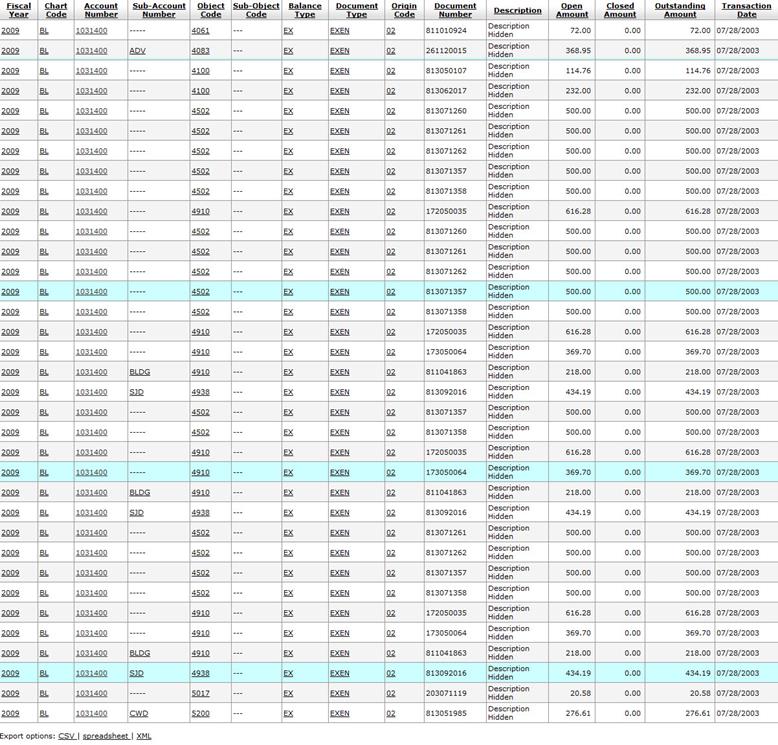 Fiscal Year Chart Code Account Number Sub-Account Number Object Code Sub-Object Code Balance Type Document Type Origin Code Document Number Description Open Amount Closed Amount Outstanding Amount Transaction Date
2009 BL 1031400 ----- 4061 --- EX EXEN 02 811010924 Description Hidden 72.00 0.00 72.00 07/28/2003
2009 BL 1031400 ADV 4083 --- EX EXEN 02 261120015 Description Hidden 368.95 0.00 368.95 07/28/2003
2009 BL 1031400 ----- 4100 --- EX EXEN 02 813050107 Description Hidden 114.76 0.00 114.76 07/28/2003
2009 BL 1031400 ----- 4100 --- EX EXEN 02 813062017 Description Hidden 232.00 0.00 232.00 07/28/2003
2009 BL 1031400 ----- 4502 --- EX EXEN 02 813071260 Description Hidden 500.00 0.00 500.00 07/28/2003
2009 BL 1031400 ----- 4502 --- EX EXEN 02 813071261 Description Hidden 500.00 0.00 500.00 07/28/2003
2009 BL 1031400 ----- 4502 --- EX EXEN 02 813071262 Description Hidden 500.00 0.00 500.00 07/28/2003
2009 BL 1031400 ----- 4502 --- EX EXEN 02 813071357 Description Hidden 500.00 0.00 500.00 07/28/2003
2009 BL 1031400 ----- 4502 --- EX EXEN 02 813071358 Description Hidden 500.00 0.00 500.00 07/28/2003
2009 BL 1031400 ----- 4910 --- EX EXEN 02 172050035 Description Hidden 616.28 0.00 616.28 07/28/2003
2009 BL 1031400 ----- 4502 --- EX EXEN 02 813071260 Description Hidden 500.00 0.00 500.00 07/28/2003
2009 BL 1031400 ----- 4502 --- EX EXEN 02 813071261 Description Hidden 500.00 0.00 500.00 07/28/2003
2009 BL 1031400 ----- 4502 --- EX EXEN 02 813071262 Description Hidden 500.00 0.00 500.00 07/28/2003
2009 BL 1031400 ----- 4502 --- EX EXEN 02 813071357 Description Hidden 500.00 0.00 500.00 07/28/2003
2009 BL 1031400 ----- 4502 --- EX EXEN 02 813071358 Description Hidden 500.00 0.00 500.00 07/28/2003
2009 BL 1031400 ----- 4910 --- EX EXEN 02 172050035 Description Hidden 616.28 0.00 616.28 07/28/2003
2009 BL 1031400 ----- 4910 --- EX EXEN 02 173050064 Description Hidden 369.70 0.00 369.70 07/28/2003
2009 BL 1031400 BLDG 4910 --- EX EXEN 02 811041863 Description Hidden 218.00 0.00 218.00 07/28/2003
2009 BL 1031400 SJD 4938 --- EX EXEN 02 813092016 Description Hidden 434.19 0.00 434.19 07/28/2003
2009 BL 1031400 ----- 4502 --- EX EXEN 02 813071357 Description Hidden 500.00 0.00 500.00 07/28/2003
2009 BL 1031400 ----- 4502 --- EX EXEN 02 813071358 Description Hidden 500.00 0.00 500.00 07/28/2003
2009 BL 1031400 ----- 4910 --- EX EXEN 02 172050035 Description Hidden 616.28 0.00 616.28 07/28/2003
2009 BL 1031400 ----- 4910 --- EX EXEN 02 173050064 Description Hidden 369.70 0.00 369.70 07/28/2003
2009 BL 1031400 BLDG 4910 --- EX EXEN 02 811041863 Description Hidden 218.00 0.00 218.00 07/28/2003
2009 BL 1031400 SJD 4938 --- EX EXEN 02 813092016 Description Hidden 434.19 0.00 434.19 07/28/2003
2009 BL 1031400 ----- 4502 --- EX EXEN 02 813071261 Description Hidden 500.00 0.00 500.00 07/28/2003
2009 BL 1031400 ----- 4502 --- EX EXEN 02 813071262 Description Hidden 500.00 0.00 500.00 07/28/2003
2009 BL 1031400 ----- 4502 --- EX EXEN 02 813071357 Description Hidden 500.00 0.00 500.00 07/28/2003
2009 BL 1031400 ----- 4502 --- EX EXEN 02 813071358 Description Hidden 500.00 0.00 500.00 07/28/2003
2009 BL 1031400 ----- 4910 --- EX EXEN 02 172050035 Description Hidden 616.28 0.00 616.28 07/28/2003
2009 BL 1031400 ----- 4910 --- EX EXEN 02 173050064 Description Hidden 369.70 0.00 369.70 07/28/2003
2009 BL 1031400 BLDG 4910 --- EX EXEN 02 811041863 Description Hidden 218.00 0.00 218.00 07/28/2003
2009 BL 1031400 SJD 4938 --- EX EXEN 02 813092016 Description Hidden 434.19 0.00 434.19 07/28/2003
2009 BL 1031400 ----- 5017 --- EX EXEN 02 203071119 Description Hidden 20.58 0.00 20.58 07/28/2003
2009 BL 1031400 CWD 5200 --- EX EXEN 02 813051985 Description Hidden 276.61 0.00 276.61 07/28/2003
Export options: CSV | spreadsheet | XML